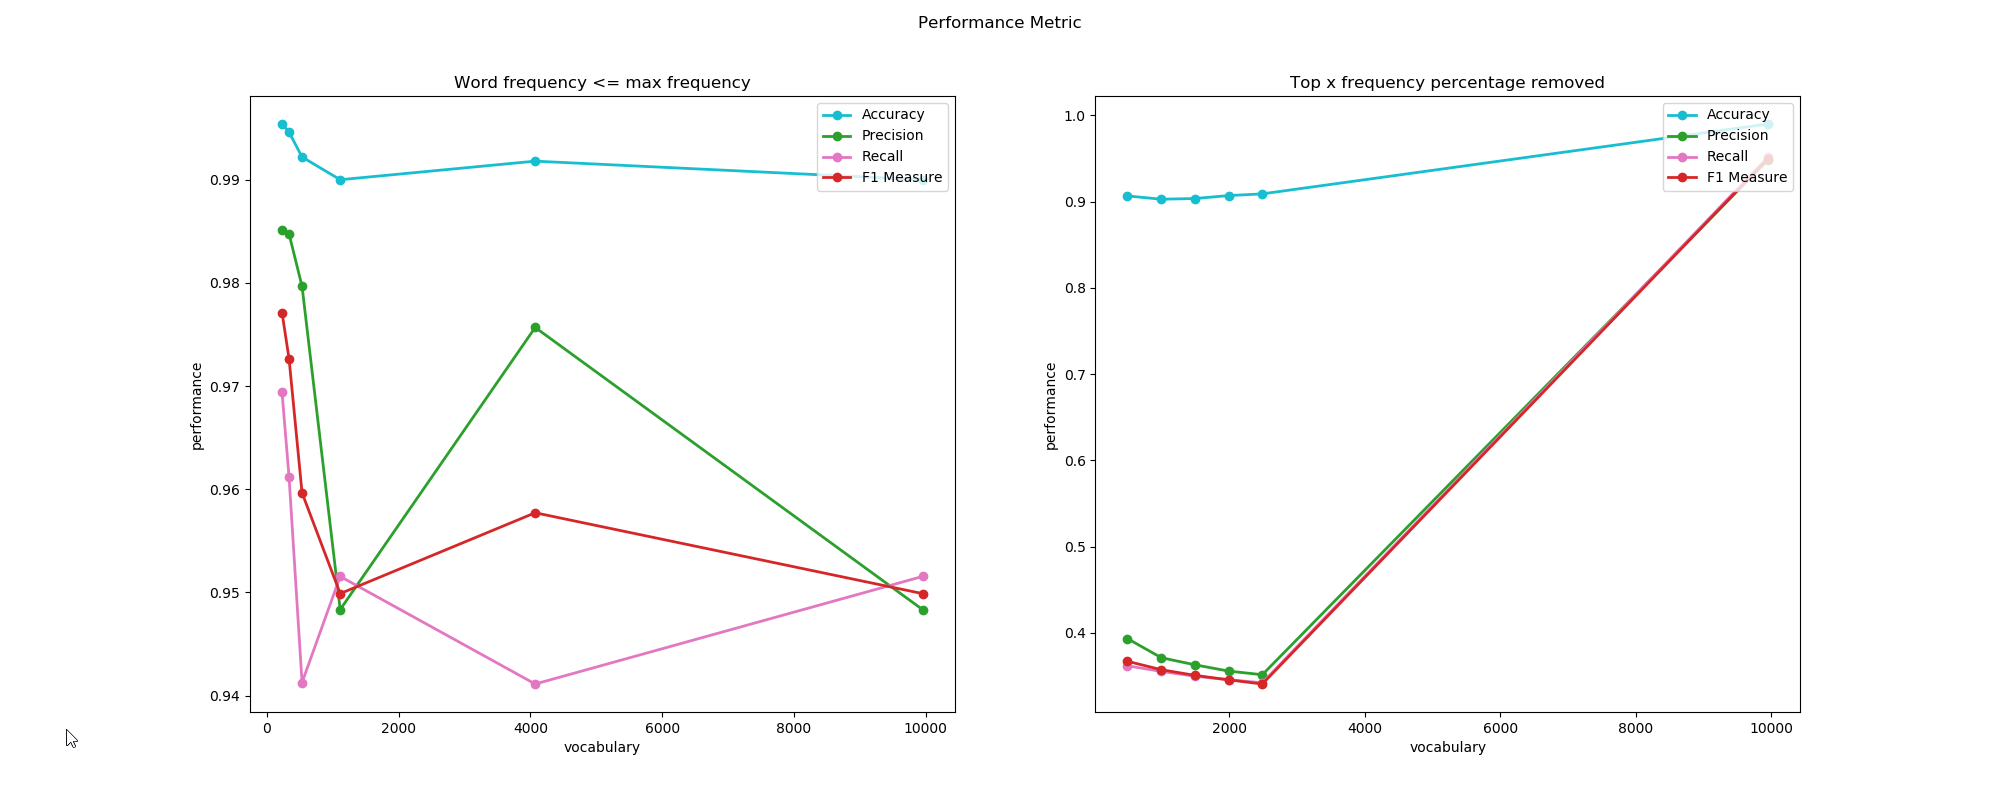 Performance Metric
Word frequency <= max frequency
Accuracy
Precision
Recall
F1 Measure
0.99
0.98
0.97
0.96
0.95
0.94
performance
0
2000
4000
6000
8000
10000
vocabulary
Top x frequency percentage removed
Accuracy
Precision
Recall
F1 Measure
1.0
0.9
0.8
0.7
0.6
0.5
0.4
performance
2000
4000
6000
8000
10000
vocabulary